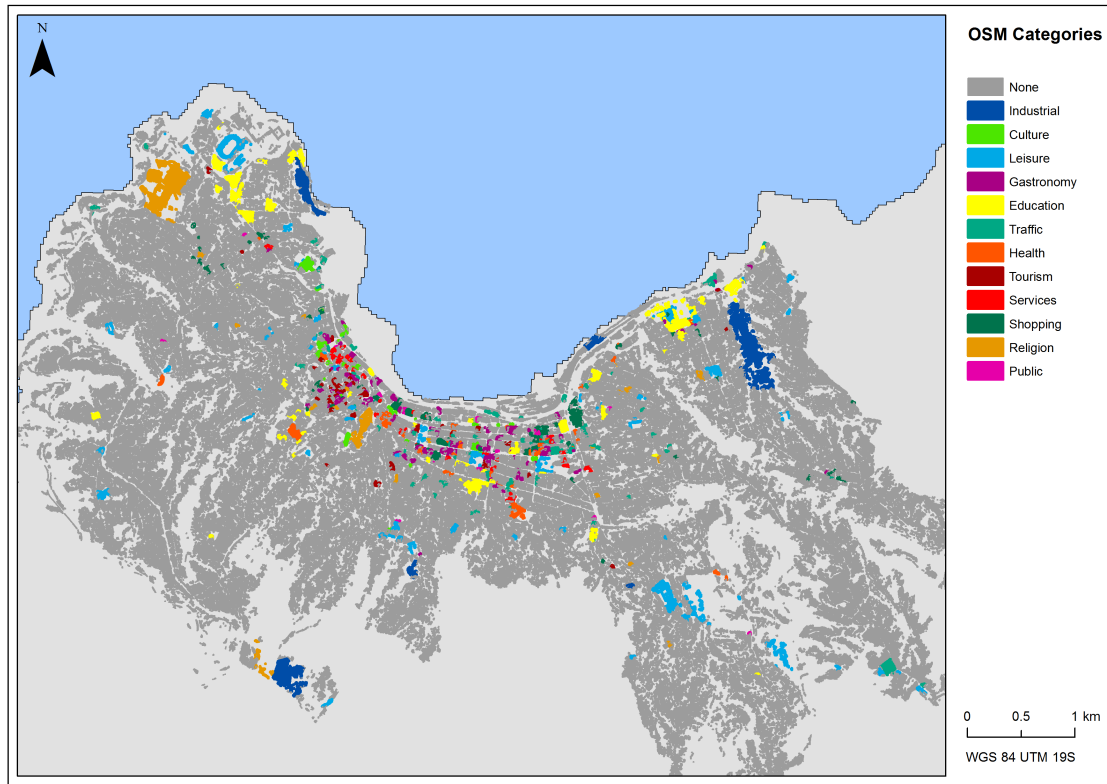 N
OSM Categories
None
Industrial
Culture
Leisure
Gastronomy
Education
Traffic
Health
Tourism
Services
Shopping
Religion
Public
0 0.5 1 km
WGS 84 UTM 19S